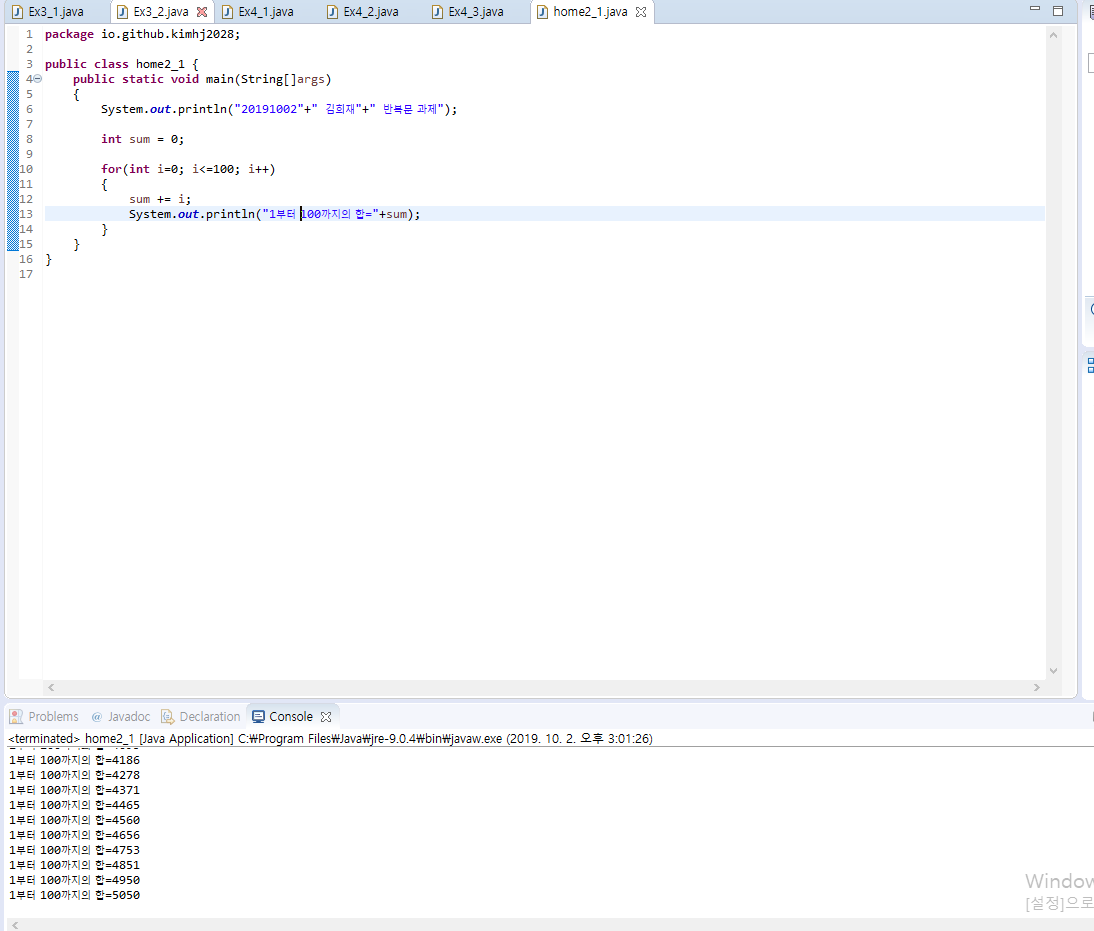 Ex3_1.java Ex3_2.java Ex4_1.java Ex4_2.java Ex4_3.java home2_1.java
1 package io.github.kimhj2028;
2
3 public class home2_1 {
4 public static void main(String[]args)
5 {
6 System.out.println("20191002"+" 김희재"+" 반복문 과제");
7
8 int sum = 0;
9
10 for(int i=0; i<=100; i++)
11 {
12 sum += i;
13 System.out.println("1부터 100까지의 합="+sum);
14 }
15 }
16 }
17
Problems @ Javadoc Declaration Console
<terminated> home2_1 [Java Application] C:₩Program Files₩Java₩jre-9.0.4₩bin₩javaw.exe (2019. 10. 2. 오후 3:01:26)
1부터 100까지의 합=4186
1부터 100까지의 합=4278
1부터 100까지의 합=4371
1부터 100까지의 합=4465
1부터 100까지의 합=4560
1부터 100까지의 합=4656
1부터 100까지의 합=4753
1부터 100까지의 합=4851
1부터 100까지의 합=4950
1부터 100까지의 합=5050
Window
[설정]으로